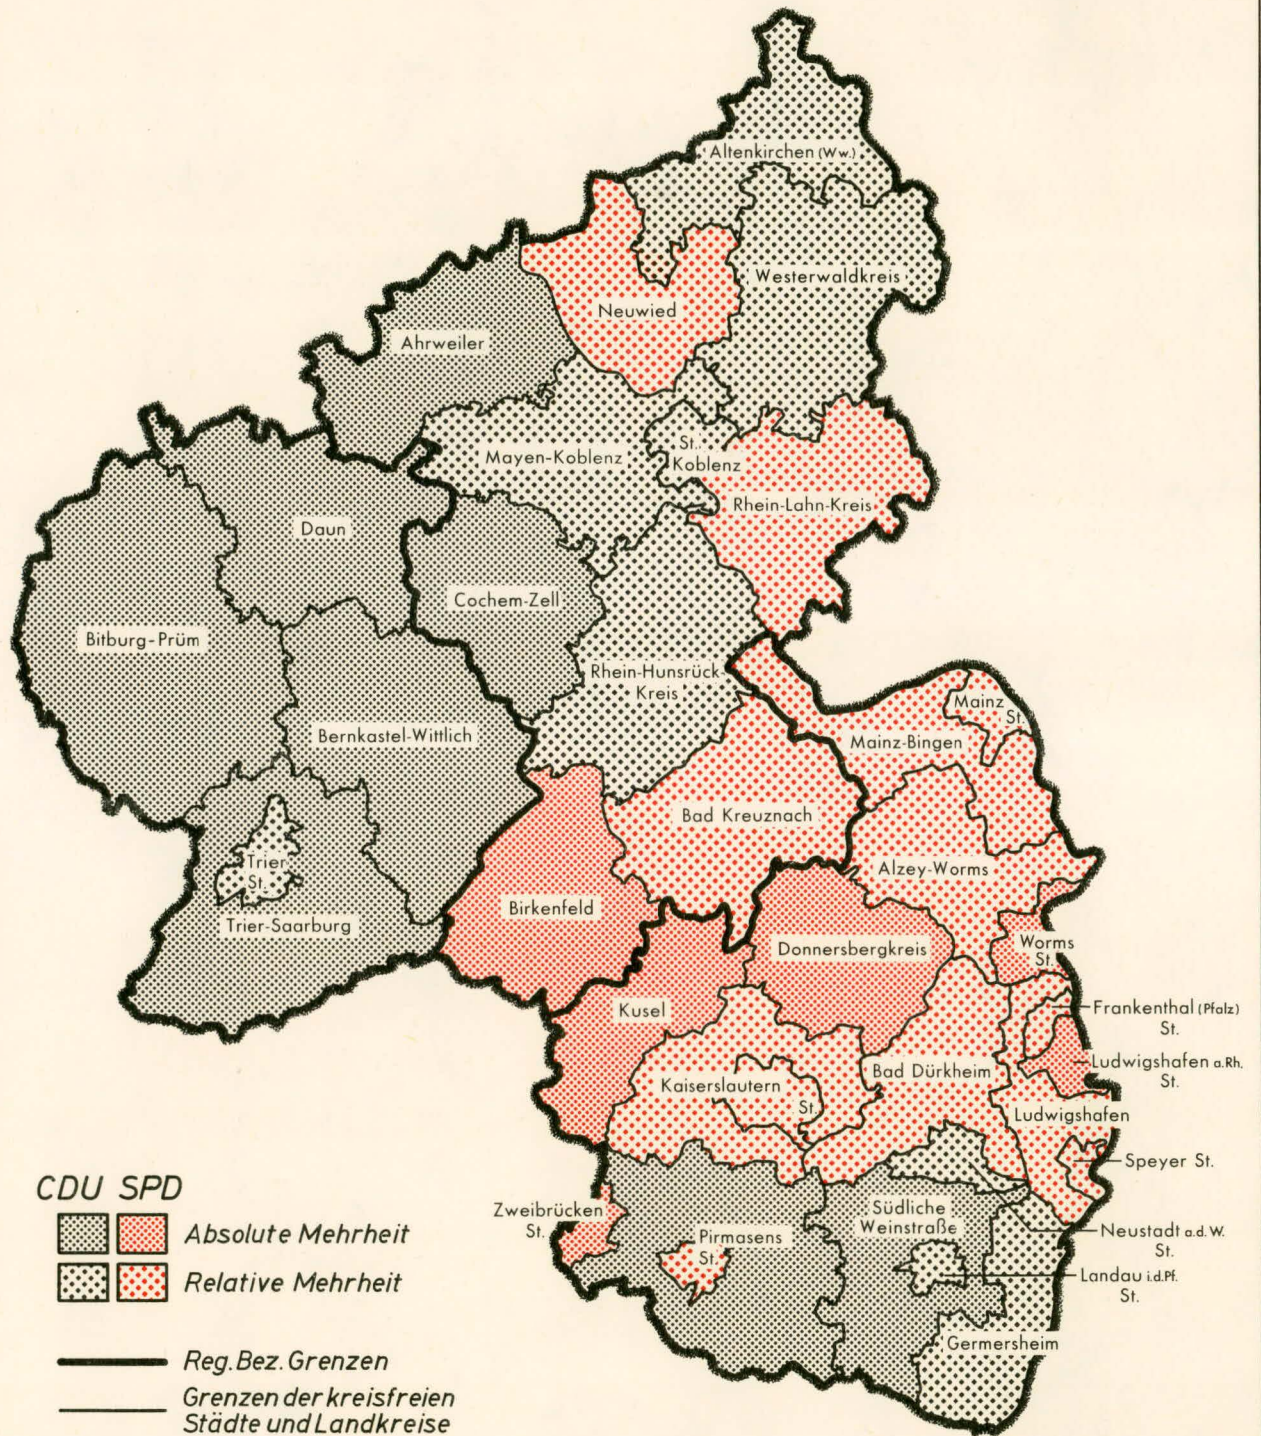 Altenkirchen (Ww.)
Westerwaldkreis
Neuwied
Ahrweiler
St.
Koblenz
Mayen-Koblenz
Rhein-Lahn-Kreis
Daun
Cochem-Zell
Bitburg-Prüm
Rhein-Hunsrück-
Kreis
Mainz
St.
Bernkastel-Wittlich
Mainz-Bingen
Bad Kreuznach
Trier
St.
Alzey-Worms
Birkenfeld
Trier-Saarburg
Donnersbergkreis
Worms
St.
Kusel
Frankenthal (Pfalz)
St.
Bad Dürkheim
Ludwigshafen a.Rh.
St.
Kaiserslautern
St.
Ludwigshafen
Speyer St.
CDU SPD
Absolute Mehrheit
Relative Mehrheit
Zweibrücken
St.
Pirmasens
St.
Südliche
Weinstraße
Neustadt a.d.W.
St.
Landau i.d.Pf.
St.
Germersheim
Reg.Bez.Grenzen
Grenzen der kreisfreien
Städte und Landkreise